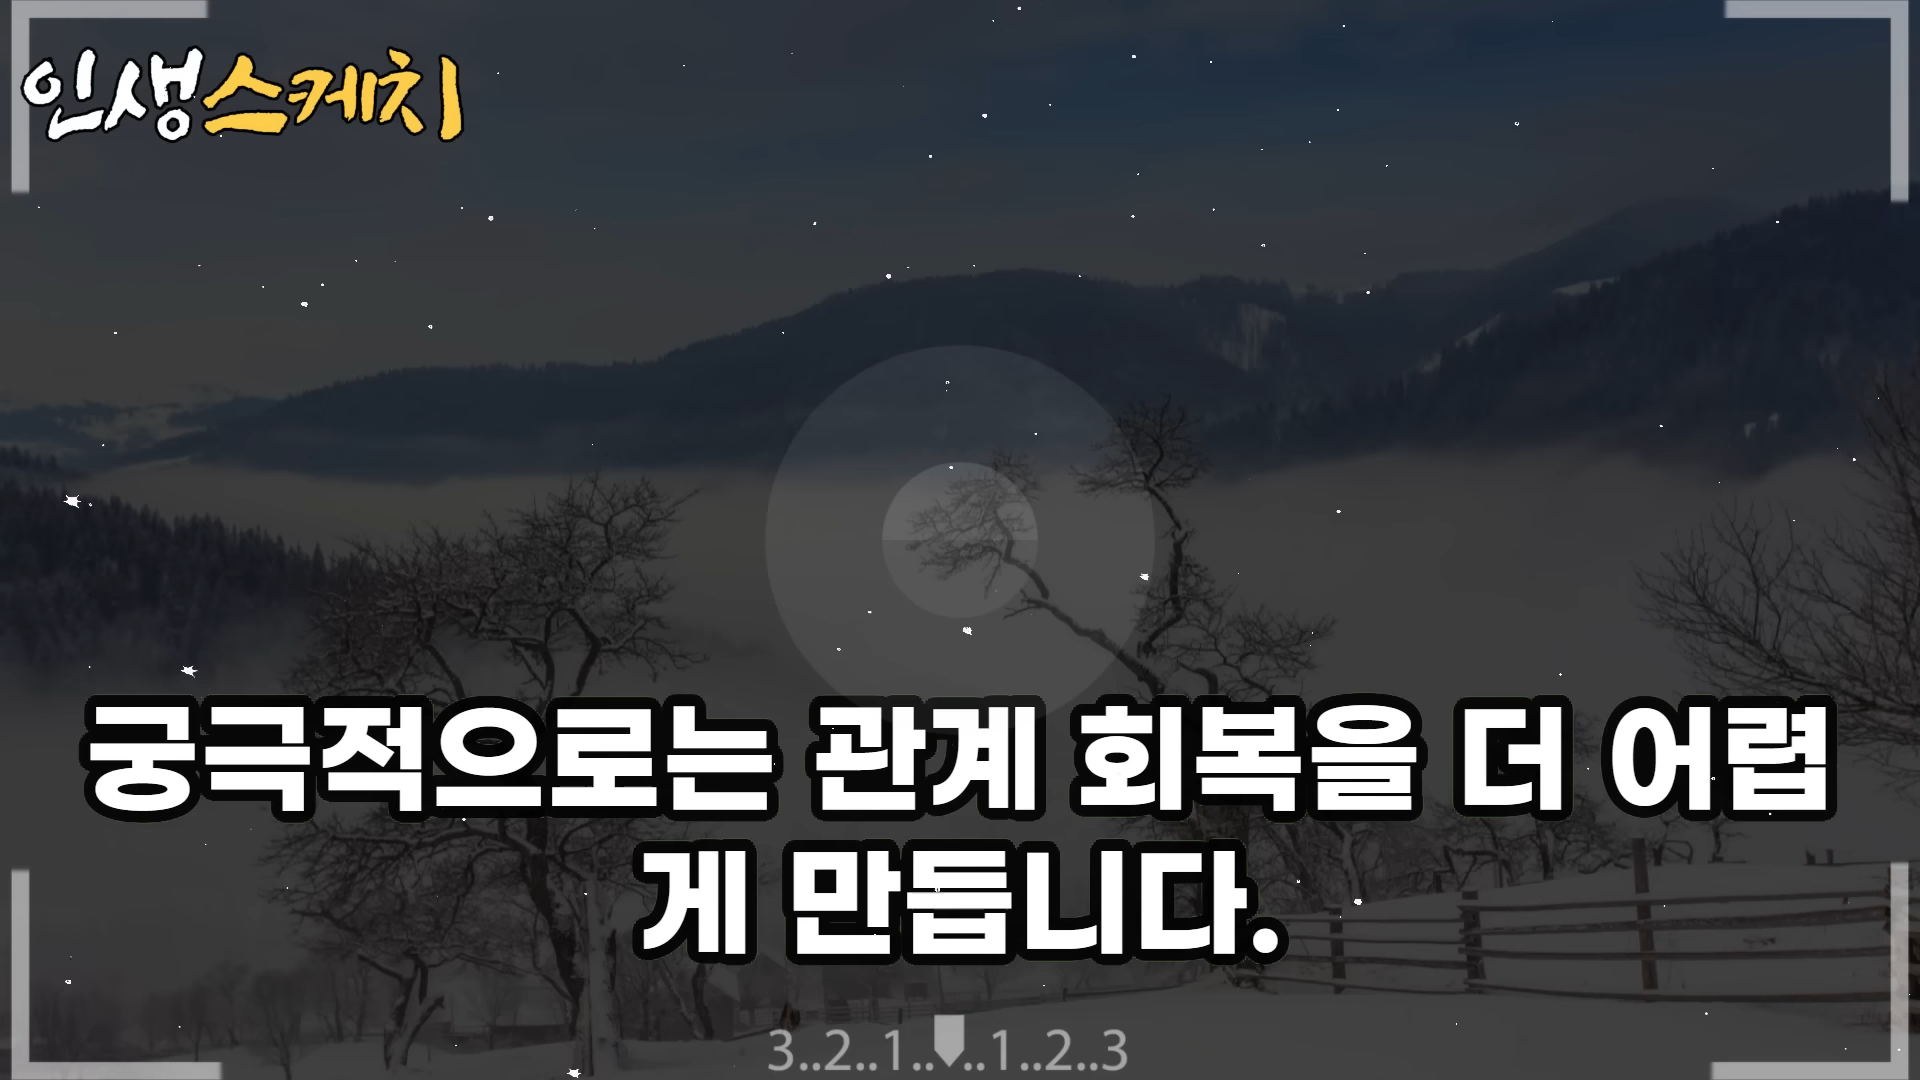 인생스케치
궁극적으로는 관계 회복을 더 어렵
게 만듭니다.
3..2..1.. ..1..2..3